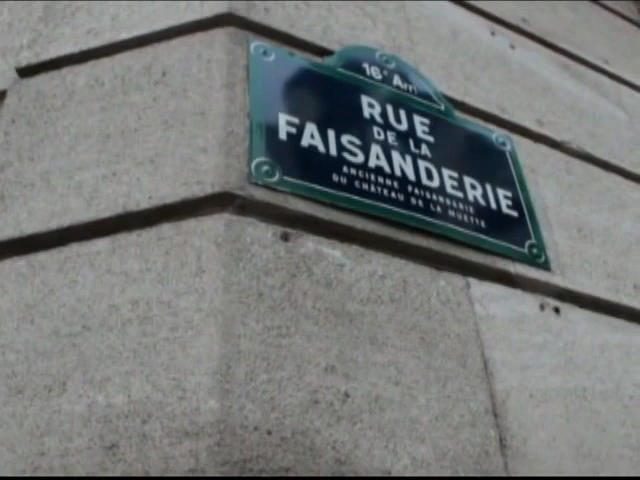 16e Arrt
RUE
DE LA
FAISANDERIE
ANCIENNE FAISANDERIE
DU CHÂTEAU DE LA MUETTE